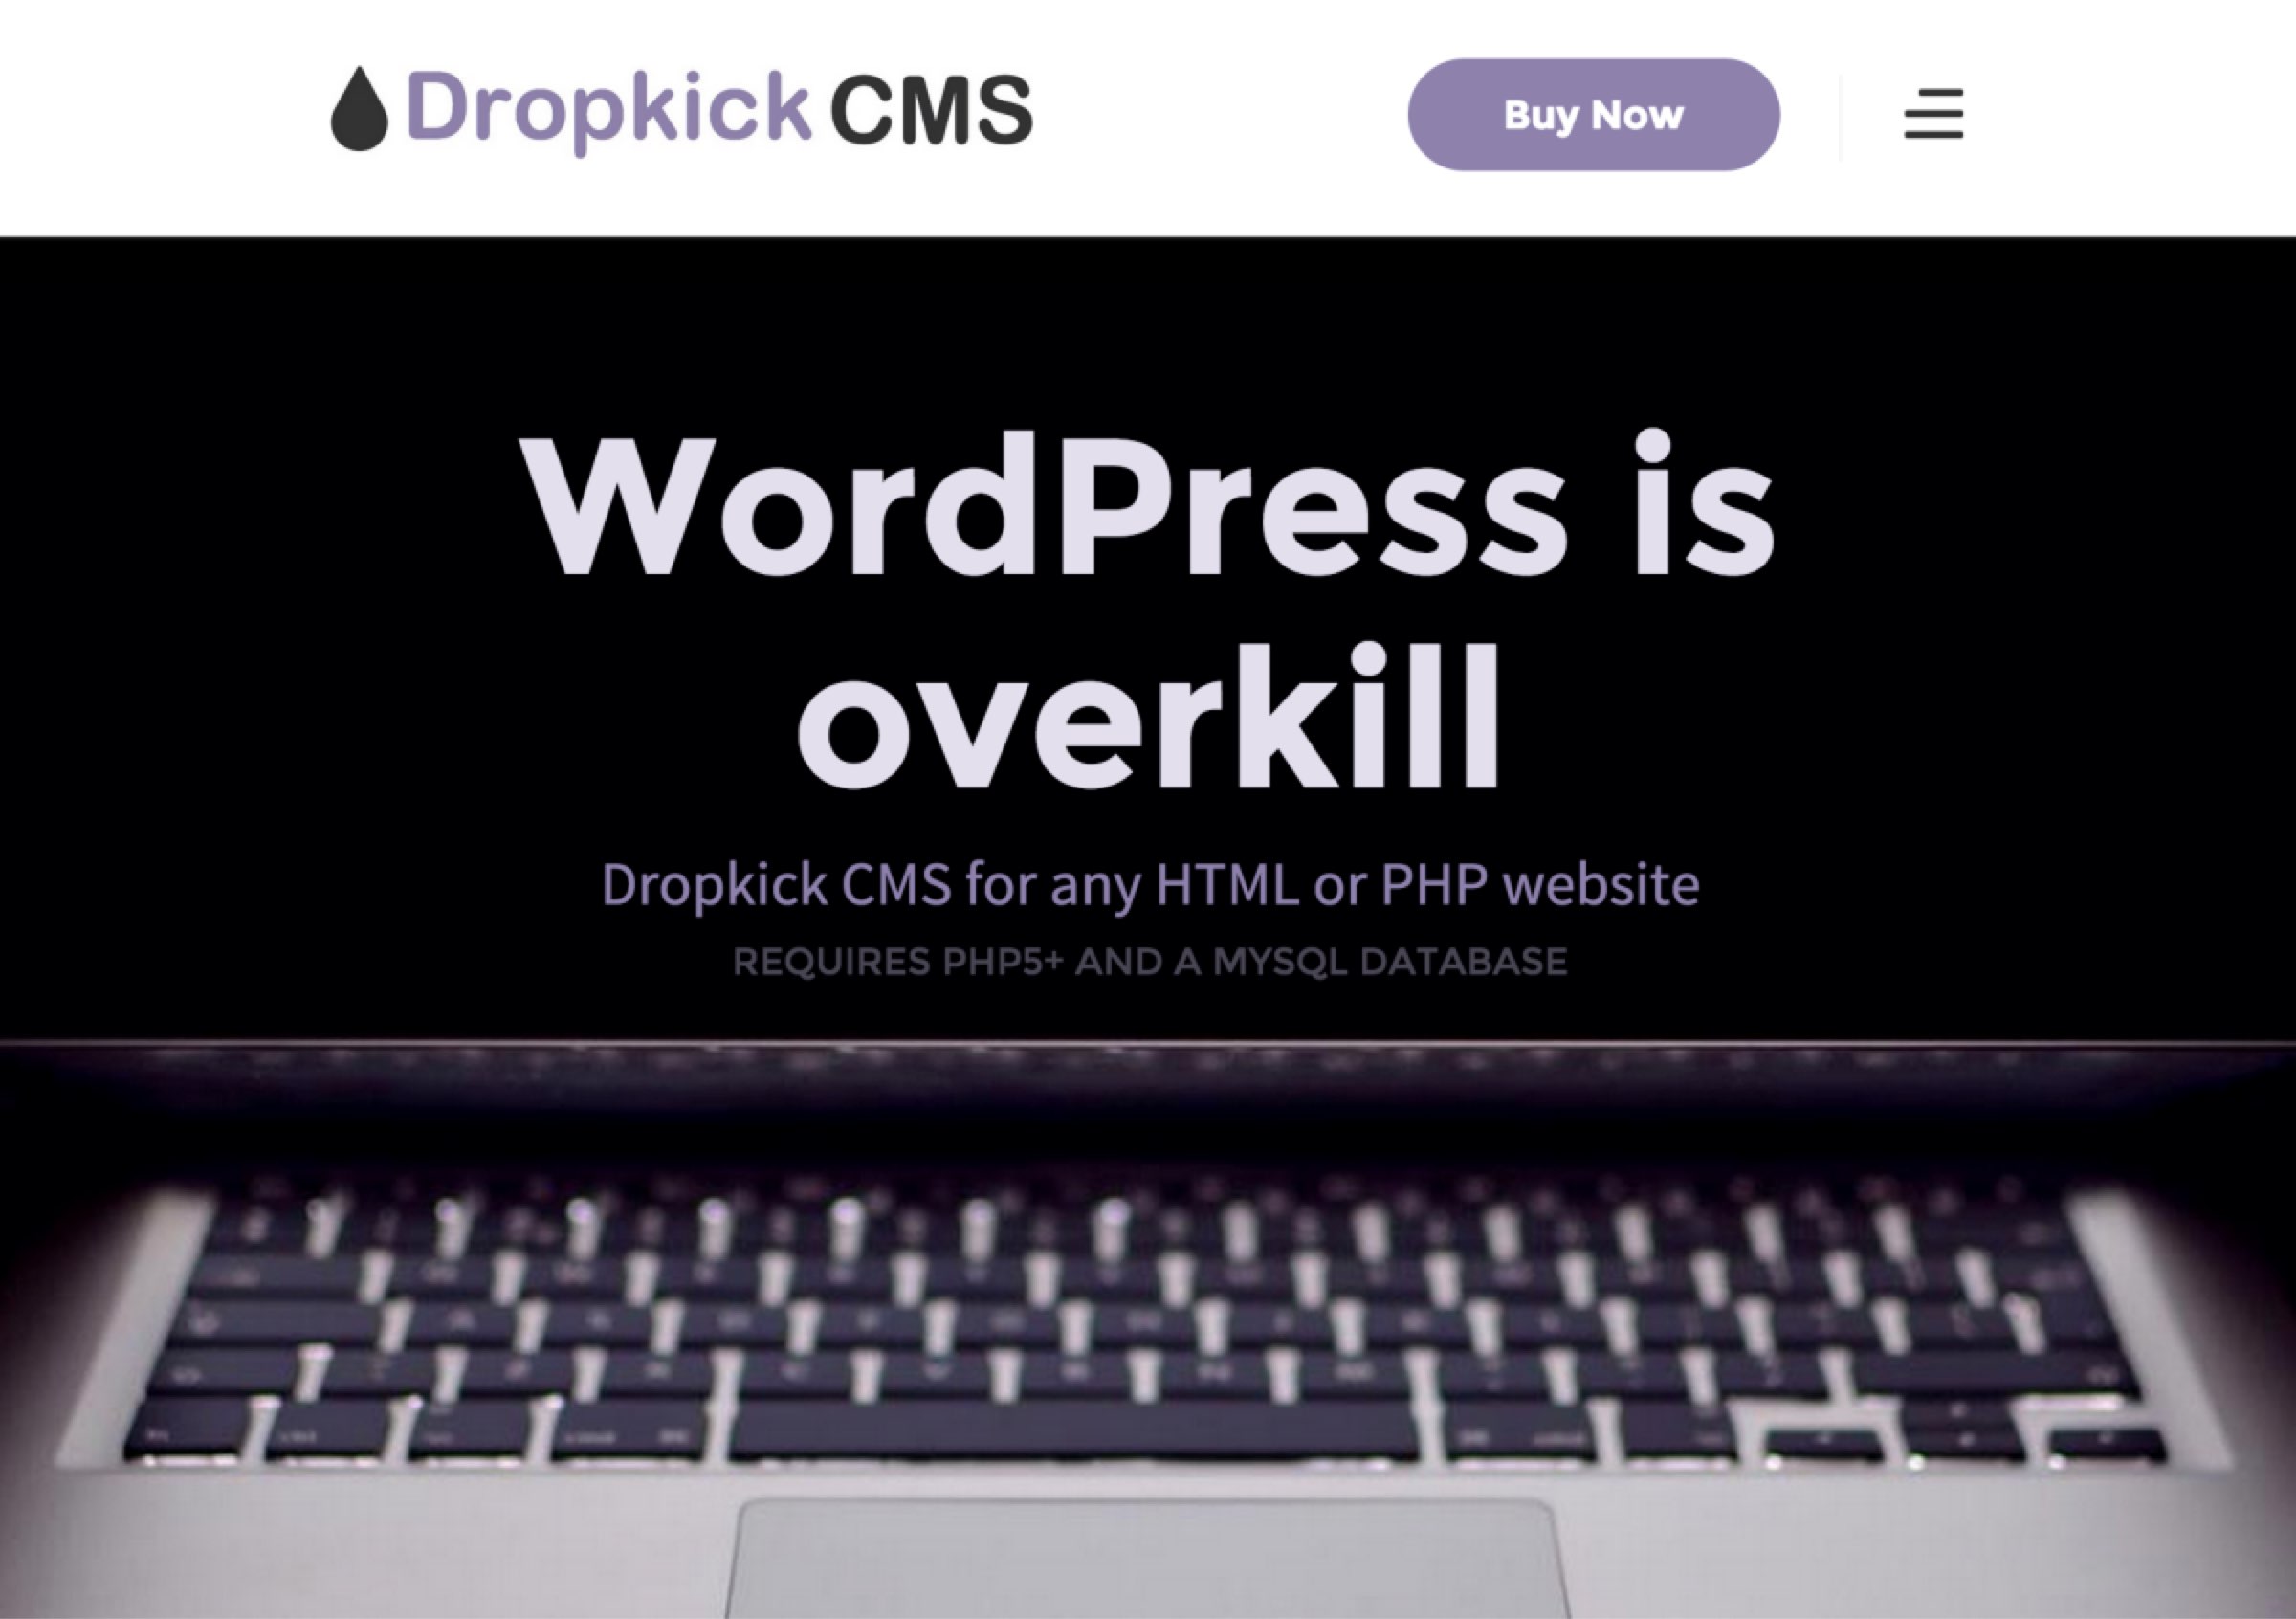 Dropkick CMS
Buy Now
WordPress is
overkill
Dropkick CMS for any HTML or PHP website
REQUIRES PHP5+ AND A MYSQL DATABASE